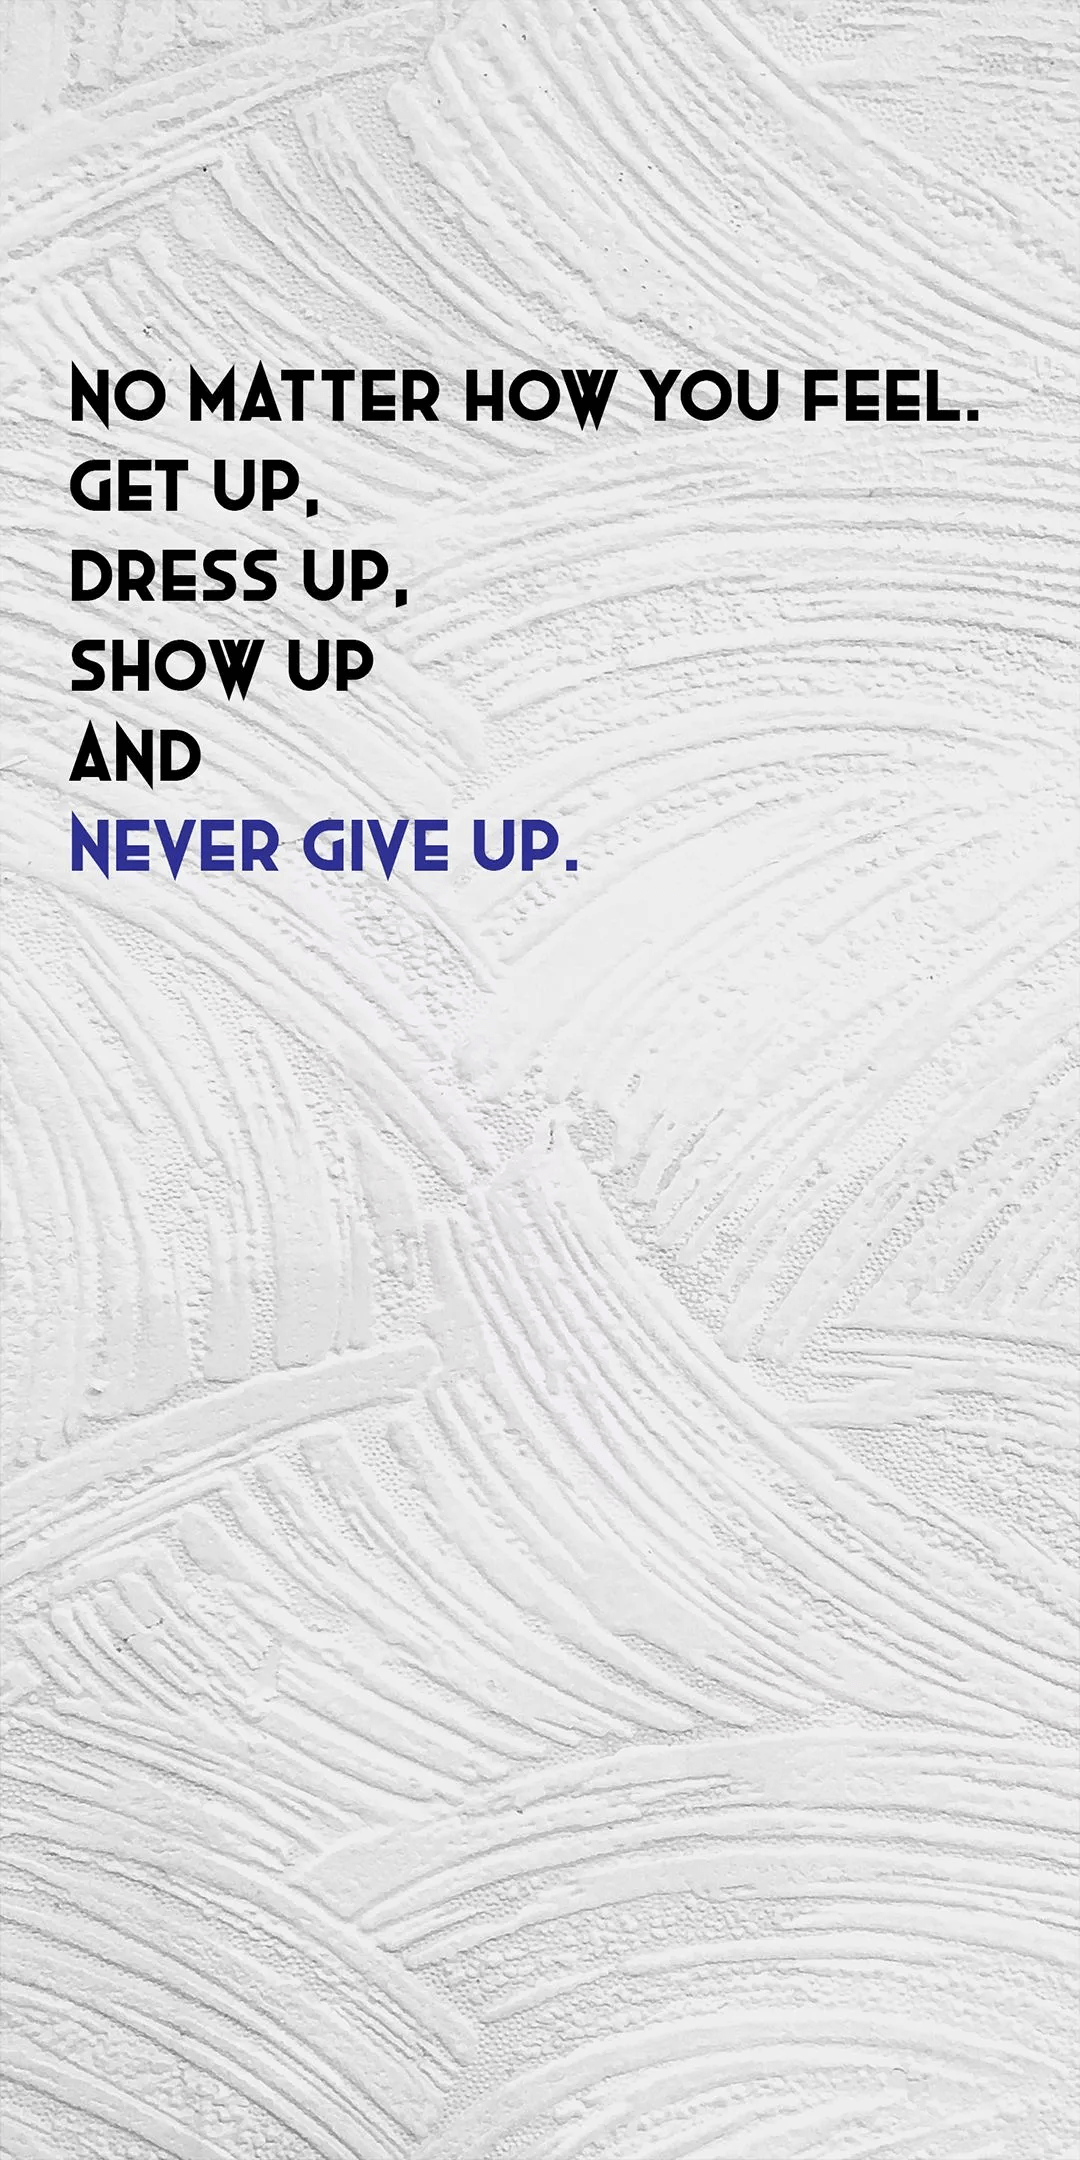 NO MATTER HOW YOU FEEL.
GET UP,
DRESS UP,
SHOW UP
AND
NEVER GIVE UP.